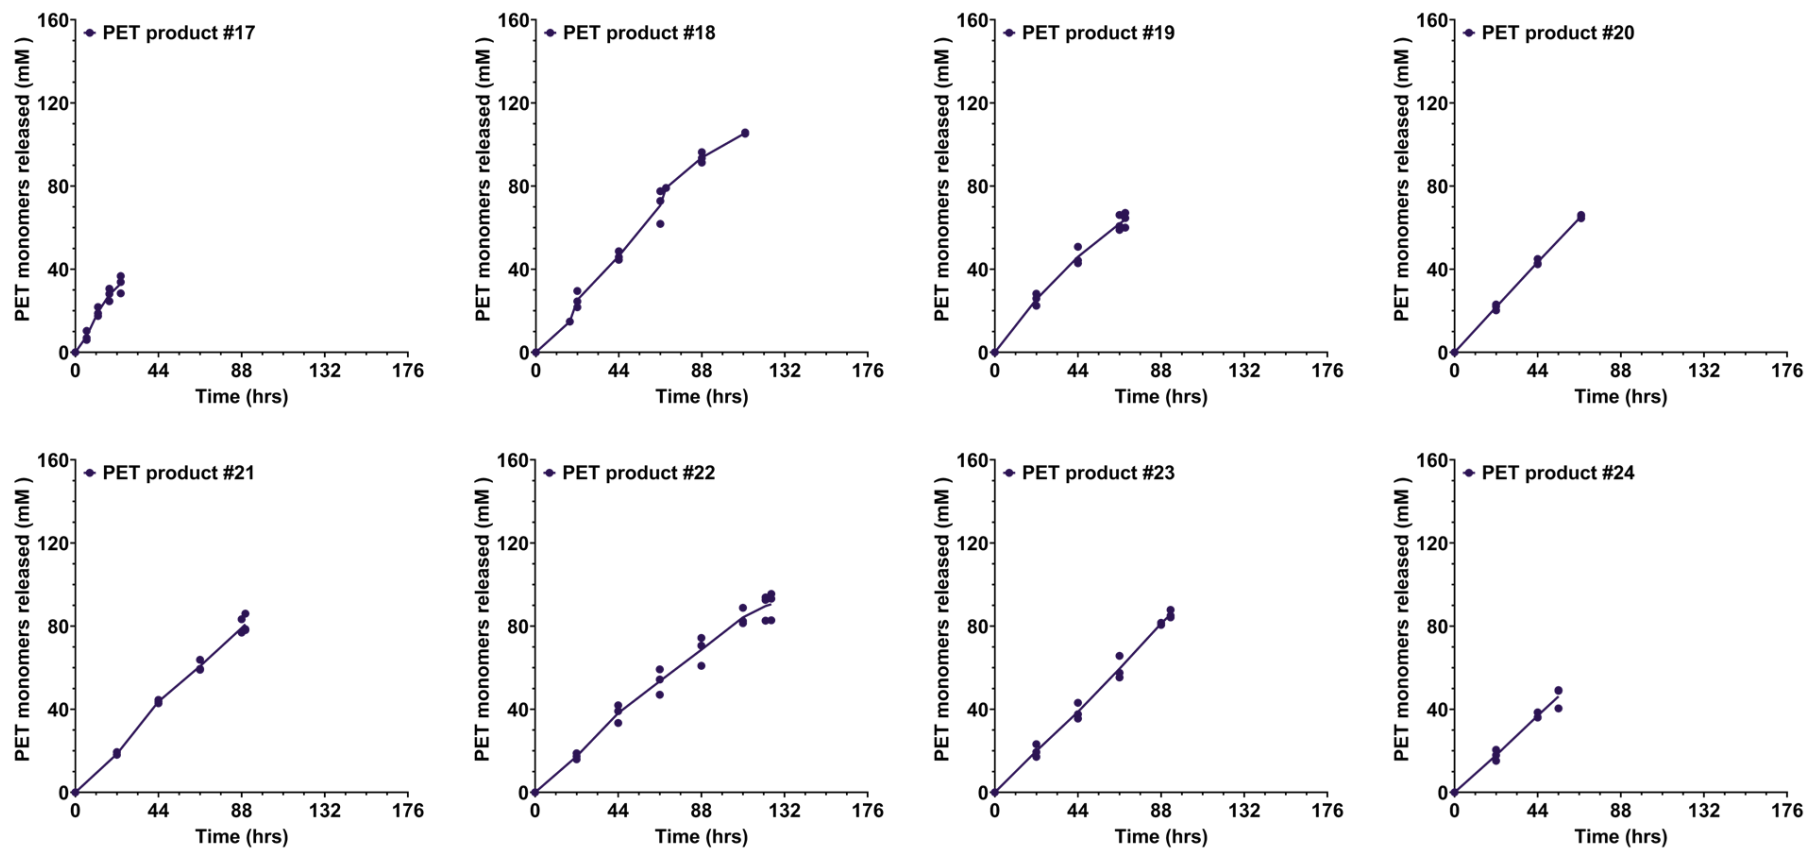 PET product #17
PET monomers released (mM )
160
120
80
40
0
0 44 88 132 176
Time (hrs)
PET product #18
PET monomers released (mM )
160
120
80
40
0
0 44 88 132 176
Time (hrs)
PET product #19
PET monomers released (mM )
160
120
80
40
0
0 44 88 132 176
Time (hrs)
PET product #20
PET monomers released (mM )
160
120
80
40
0
0 44 88 132 176
Time (hrs)
PET product #21
PET monomers released (mM )
160
120
80
40
0
0 44 88 132 176
Time (hrs)
PET product #22
PET monomers released (mM )
160
120
80
40
0
0 44 88 132 176
Time (hrs)
PET product #23
PET monomers released (mM )
160
120
80
40
0
0 44 88 132 176
Time (hrs)
PET product #24
PET monomers released (mM )
160
120
80
40
0
0 44 88 132 176
Time (hrs)